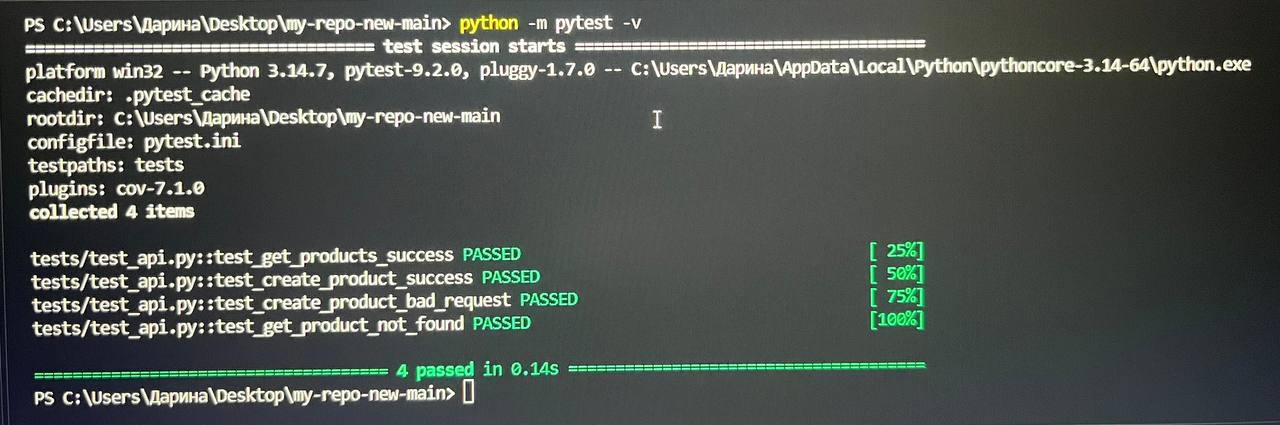 PS C:\Users\Дарина\Desktop\my-repo-new-main> python -m pytest -v
==================================== test session starts ====================================
platform win32 -- Python 3.14.7, pytest-9.2.0, pluggy-1.7.0 -- C:\Users\Дарина\AppData\Local\Python\pythoncore-3.14-64\python.exe
cachedir: .pytest_cache
rootdir: C:\Users\Дарина\Desktop\my-repo-new-main
configfile: pytest.ini
testpaths: tests
plugins: cov-7.1.0
collected 4 items
tests/test_api.py::test_get_products_success PASSED [ 25%]
tests/test_api.py::test_create_product_success PASSED [ 50%]
tests/test_api.py::test_create_product_bad_request PASSED [ 75%]
tests/test_api.py::test_get_product_not_found PASSED [100%]
===================================== 4 passed in 0.14s =====================================
PS C:\Users\Дарина\Desktop\my-repo-new-main>